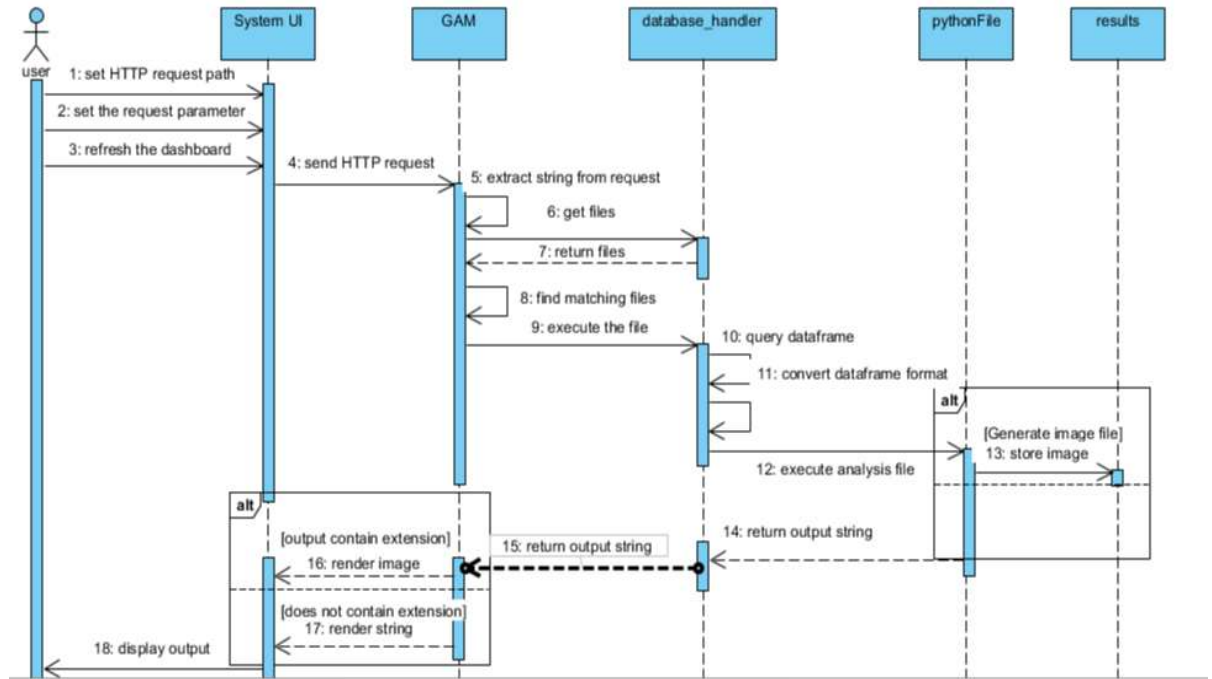 System UI
GAM
database_handler
pythonFile
results
user
1: set HTTP request path
2: set the request parameter
3: refresh the dashboard
4: send HTTP request
5: extract string from request
6: get files
7: return files
8: find matching files
9: execute the file
10: query dataframe
11: convert dataframe format
alt
[Generate image file]
13: store image
12: execute analysis file
alt
[output contain extension]
14: return output string
15: return output string
16: render image
[does not contain extension]
17: render string
18: display output